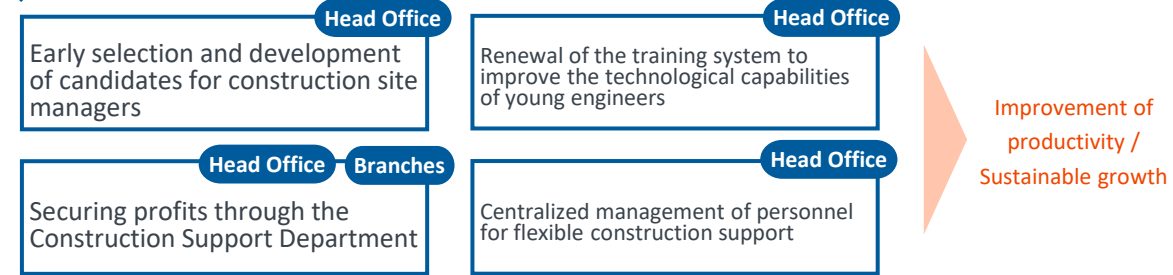 Head Office
Early selection and development
of candidates for construction site
managers
Head Office
Renewal of the training system to
improve the technological capabilities
of young engineers
Head Office
Branches
Securing profits through the
Construction Support Department
Head Office
Centralized management of personnel
for flexible construction support
Improvement of
productivity /
Sustainable growth